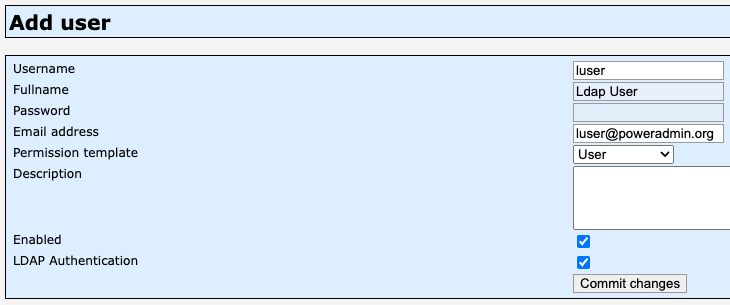 Add user
Username luser
Fullname Ldap User
Password
Email address luser@poweradmin.org
Permission template User
Description
Enabled
LDAP Authentication
Commit changes